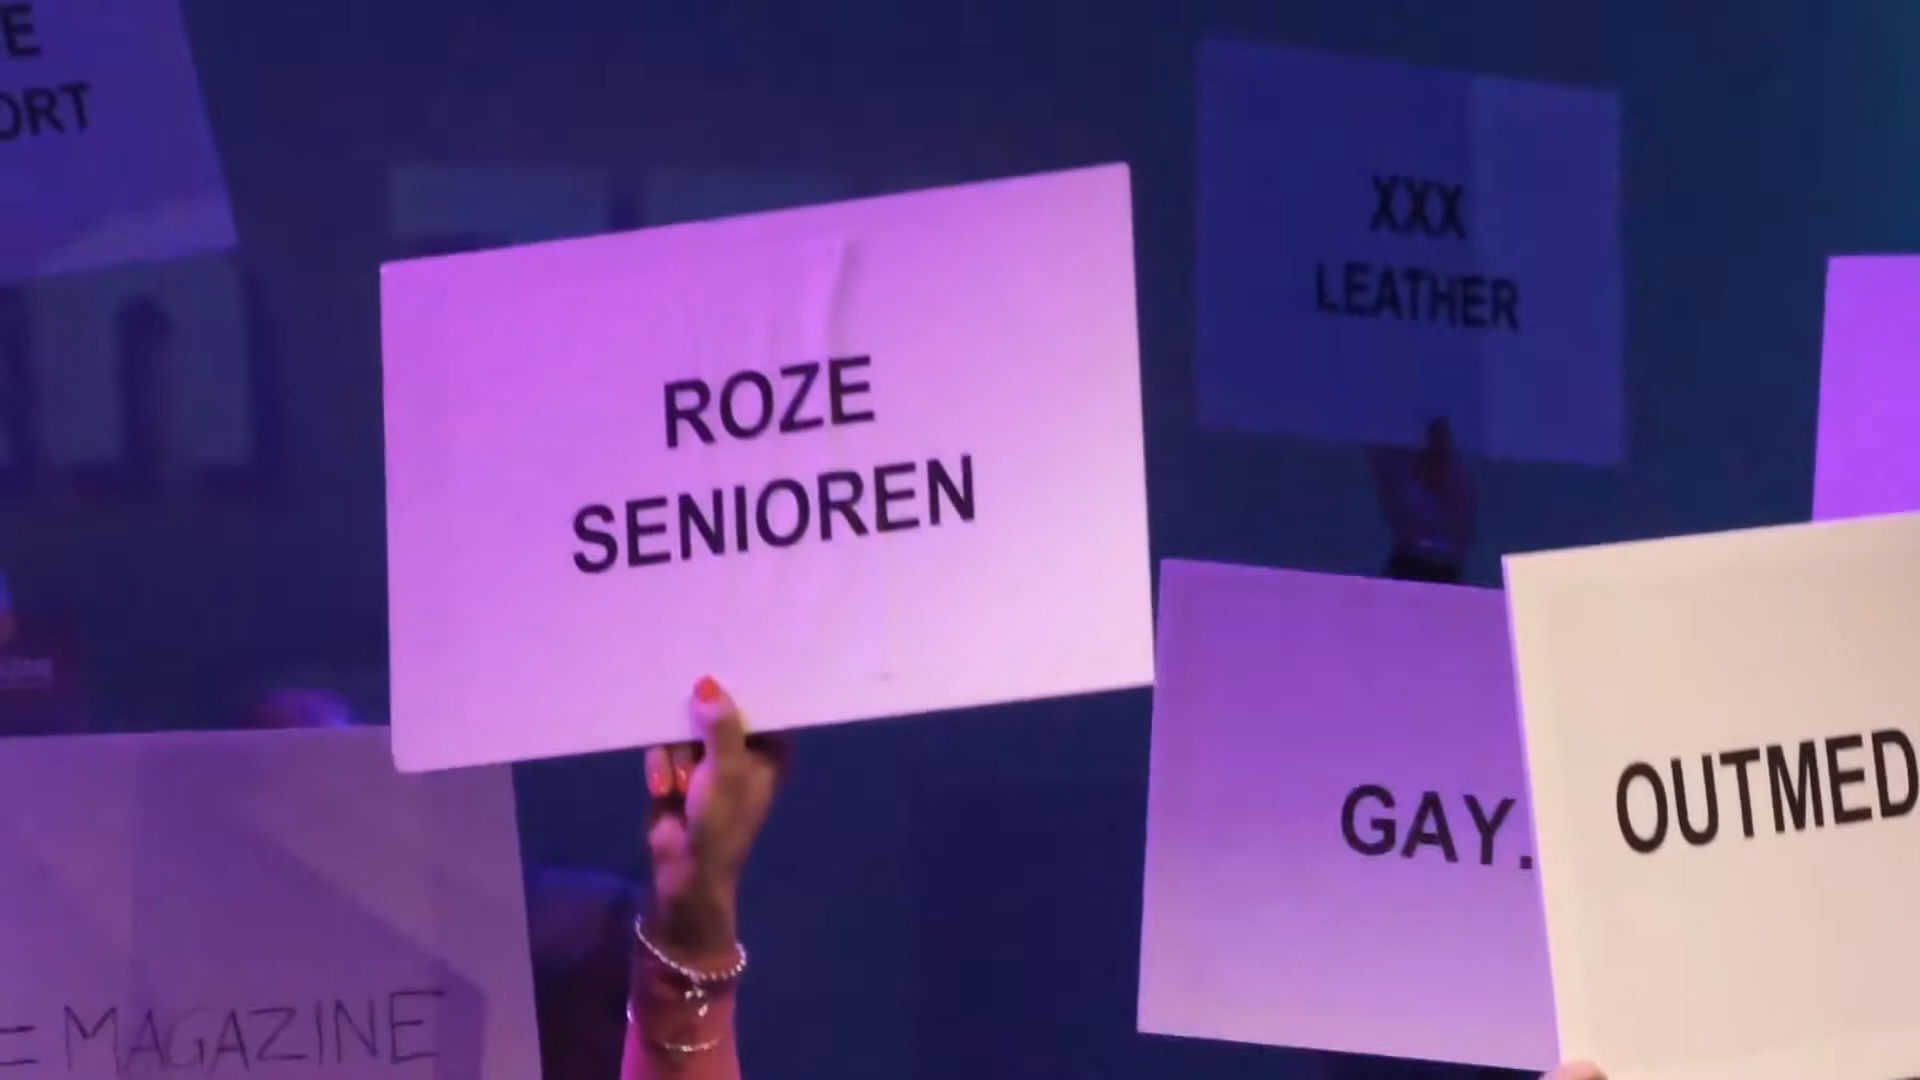 E
ORT
XXX
LEATHER
ROZE
SENIOREN
GAY.
OUTMED
E MAGAZINE